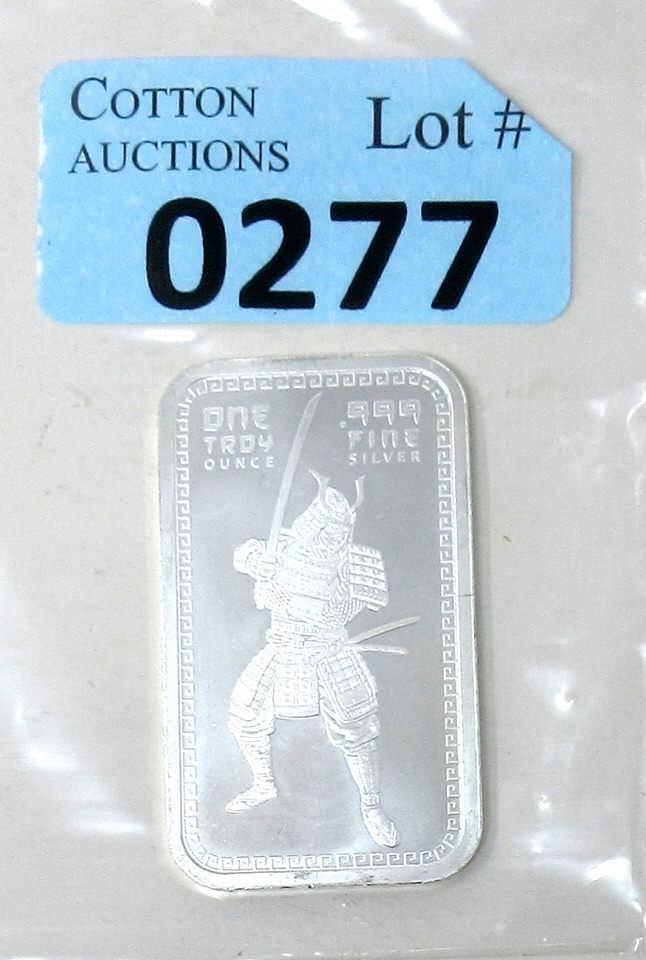 COTTON
AUCTIONS
Lot #
0277
ONE
TROY
OUNCE
.999
FINE
SILVER